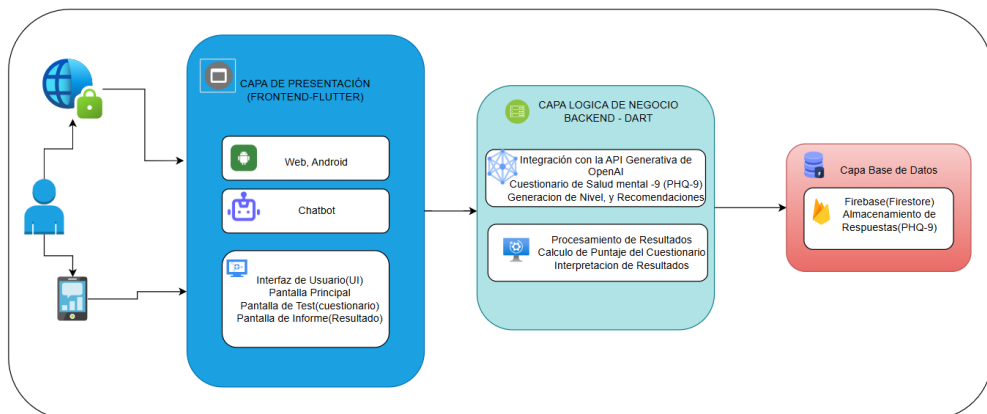 CAPA DE PRESENTACIÓN
(FRONTEND-FLUTTER)
Web, Android
Chatbot
Interfaz de Usuario(UI)
Pantalla Principal
Pantalla de Test(cuestionario)
Pantalla de Informe(Resultado)
CAPA LOGICA DE NEGOCIO
BACKEND - DART
Integración con la API Generativa de
OpenAI
Cuestionario de Salud mental -9 (PHQ-9)
Generacion de Nivel, y Recomendaciones
Procesamiento de Resultados
Calculo de Puntaje del Cuestionario
Interpretacion de Resultados
Capa Base de Datos
Firebase(Firestore)
Almacenamiento de
Respuestas(PHQ-9)